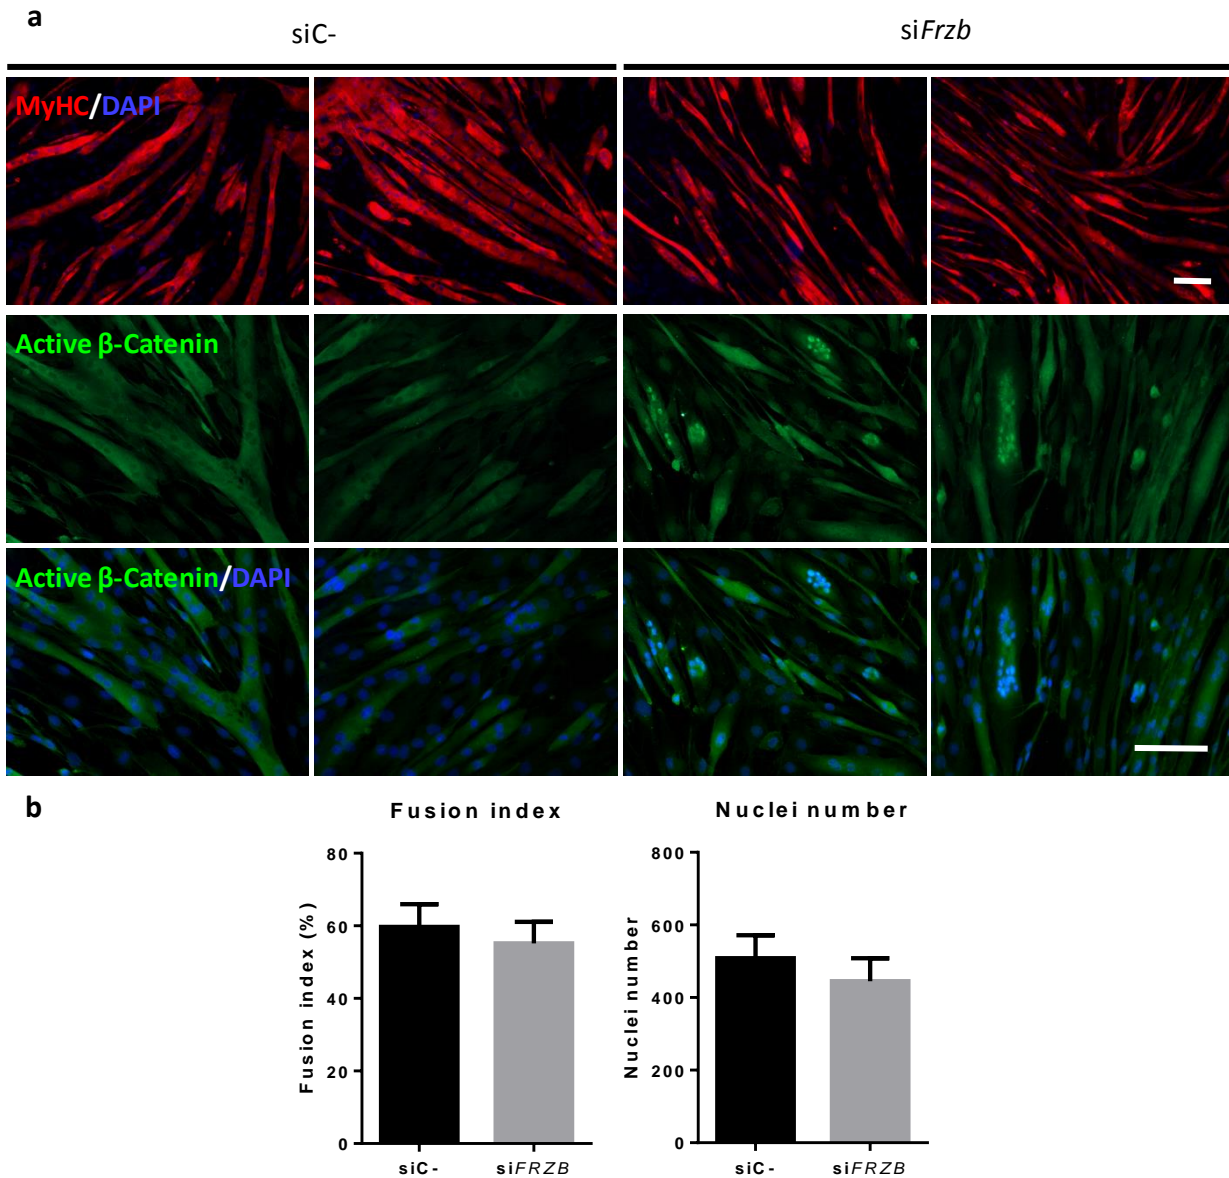 a
siC-
siFrzb
MyHC/DAPI
Active β-Catenin
Active β-Catenin/DAPI
b
Fusion index
Nuclei number
Fusion index (%)
80
60
40
20
0
siC-
siFRZB
Nuclei number
800
600
400
200
0
siC-
siFRZB